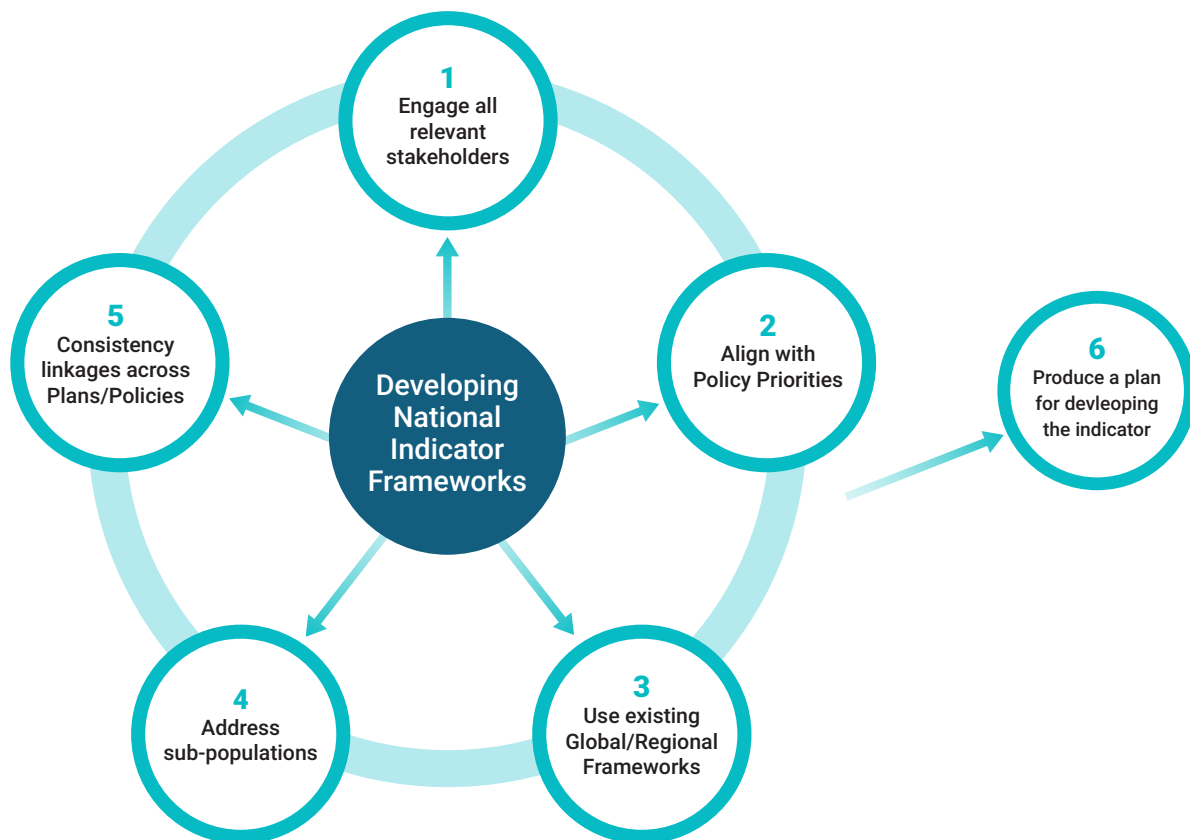 1
Engage all
relevant
stakeholders
2
Align with
Policy Priorities
3
Use existing
Global/Regional
Frameworks
4
Address
sub-populations
5
Consistency
linkages across
Plans/Policies
Developing
National
Indicator
Frameworks
6
Produce a plan
for devleoping
the indicator